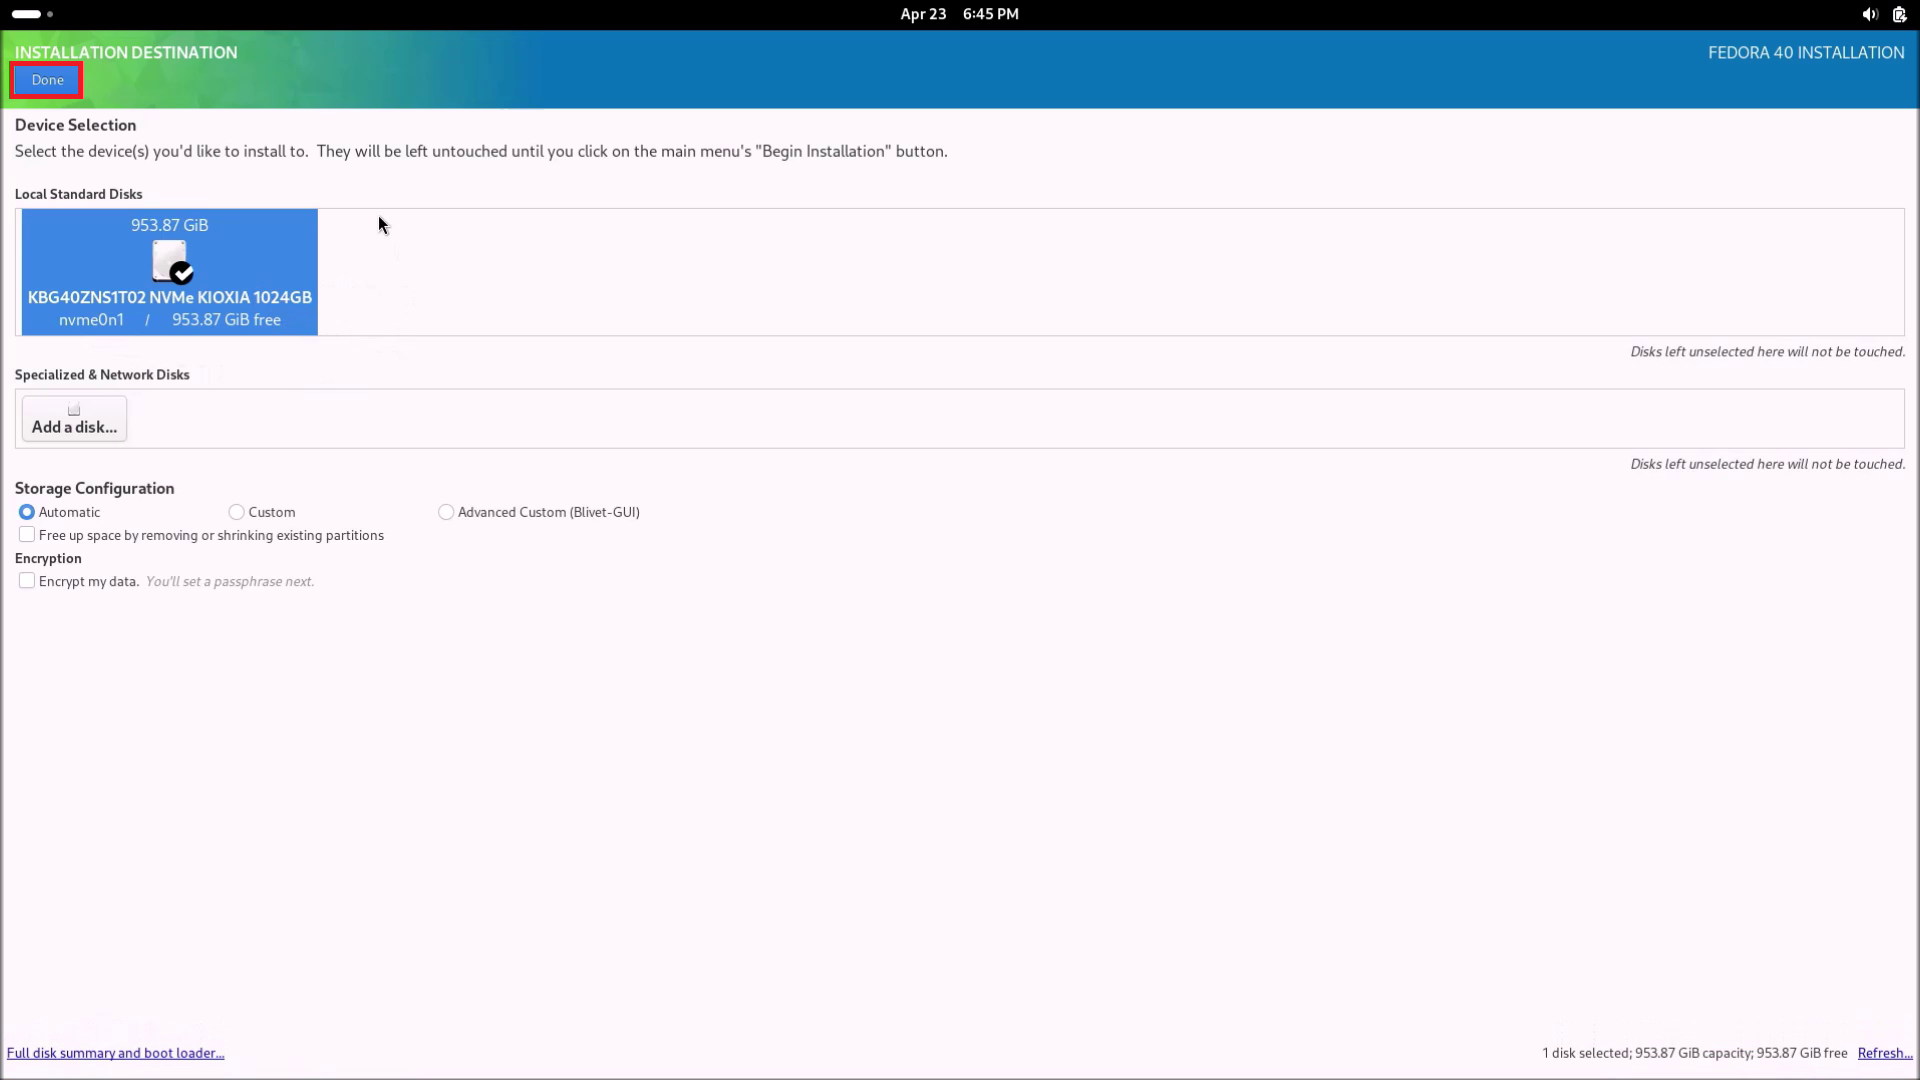 Apr 23 6:45 PM
INSTALLATION DESTINATION
FEDORA 40 INSTALLATION
Done
Device Selection
Select the device(s) you'd like to install to. They will be left untouched until you click on the main menu's "Begin Installation" button.
Local Standard Disks
953.87 GiB
KBG40ZNS1T02 NVMe KIOXIA 1024GB
nvme0n1 / 953.87 GiB free
Disks left unselected here will not be touched.
Specialized & Network Disks
Add a disk...
Disks left unselected here will not be touched.
Storage Configuration
Automatic Custom Advanced Custom (Blivet-GUI)
Free up space by removing or shrinking existing partitions
Encryption
Encrypt my data. You'll set a passphrase next.
Full disk summary and boot loader...
1 disk selected; 953.87 GiB capacity; 953.87 GiB free Refresh...